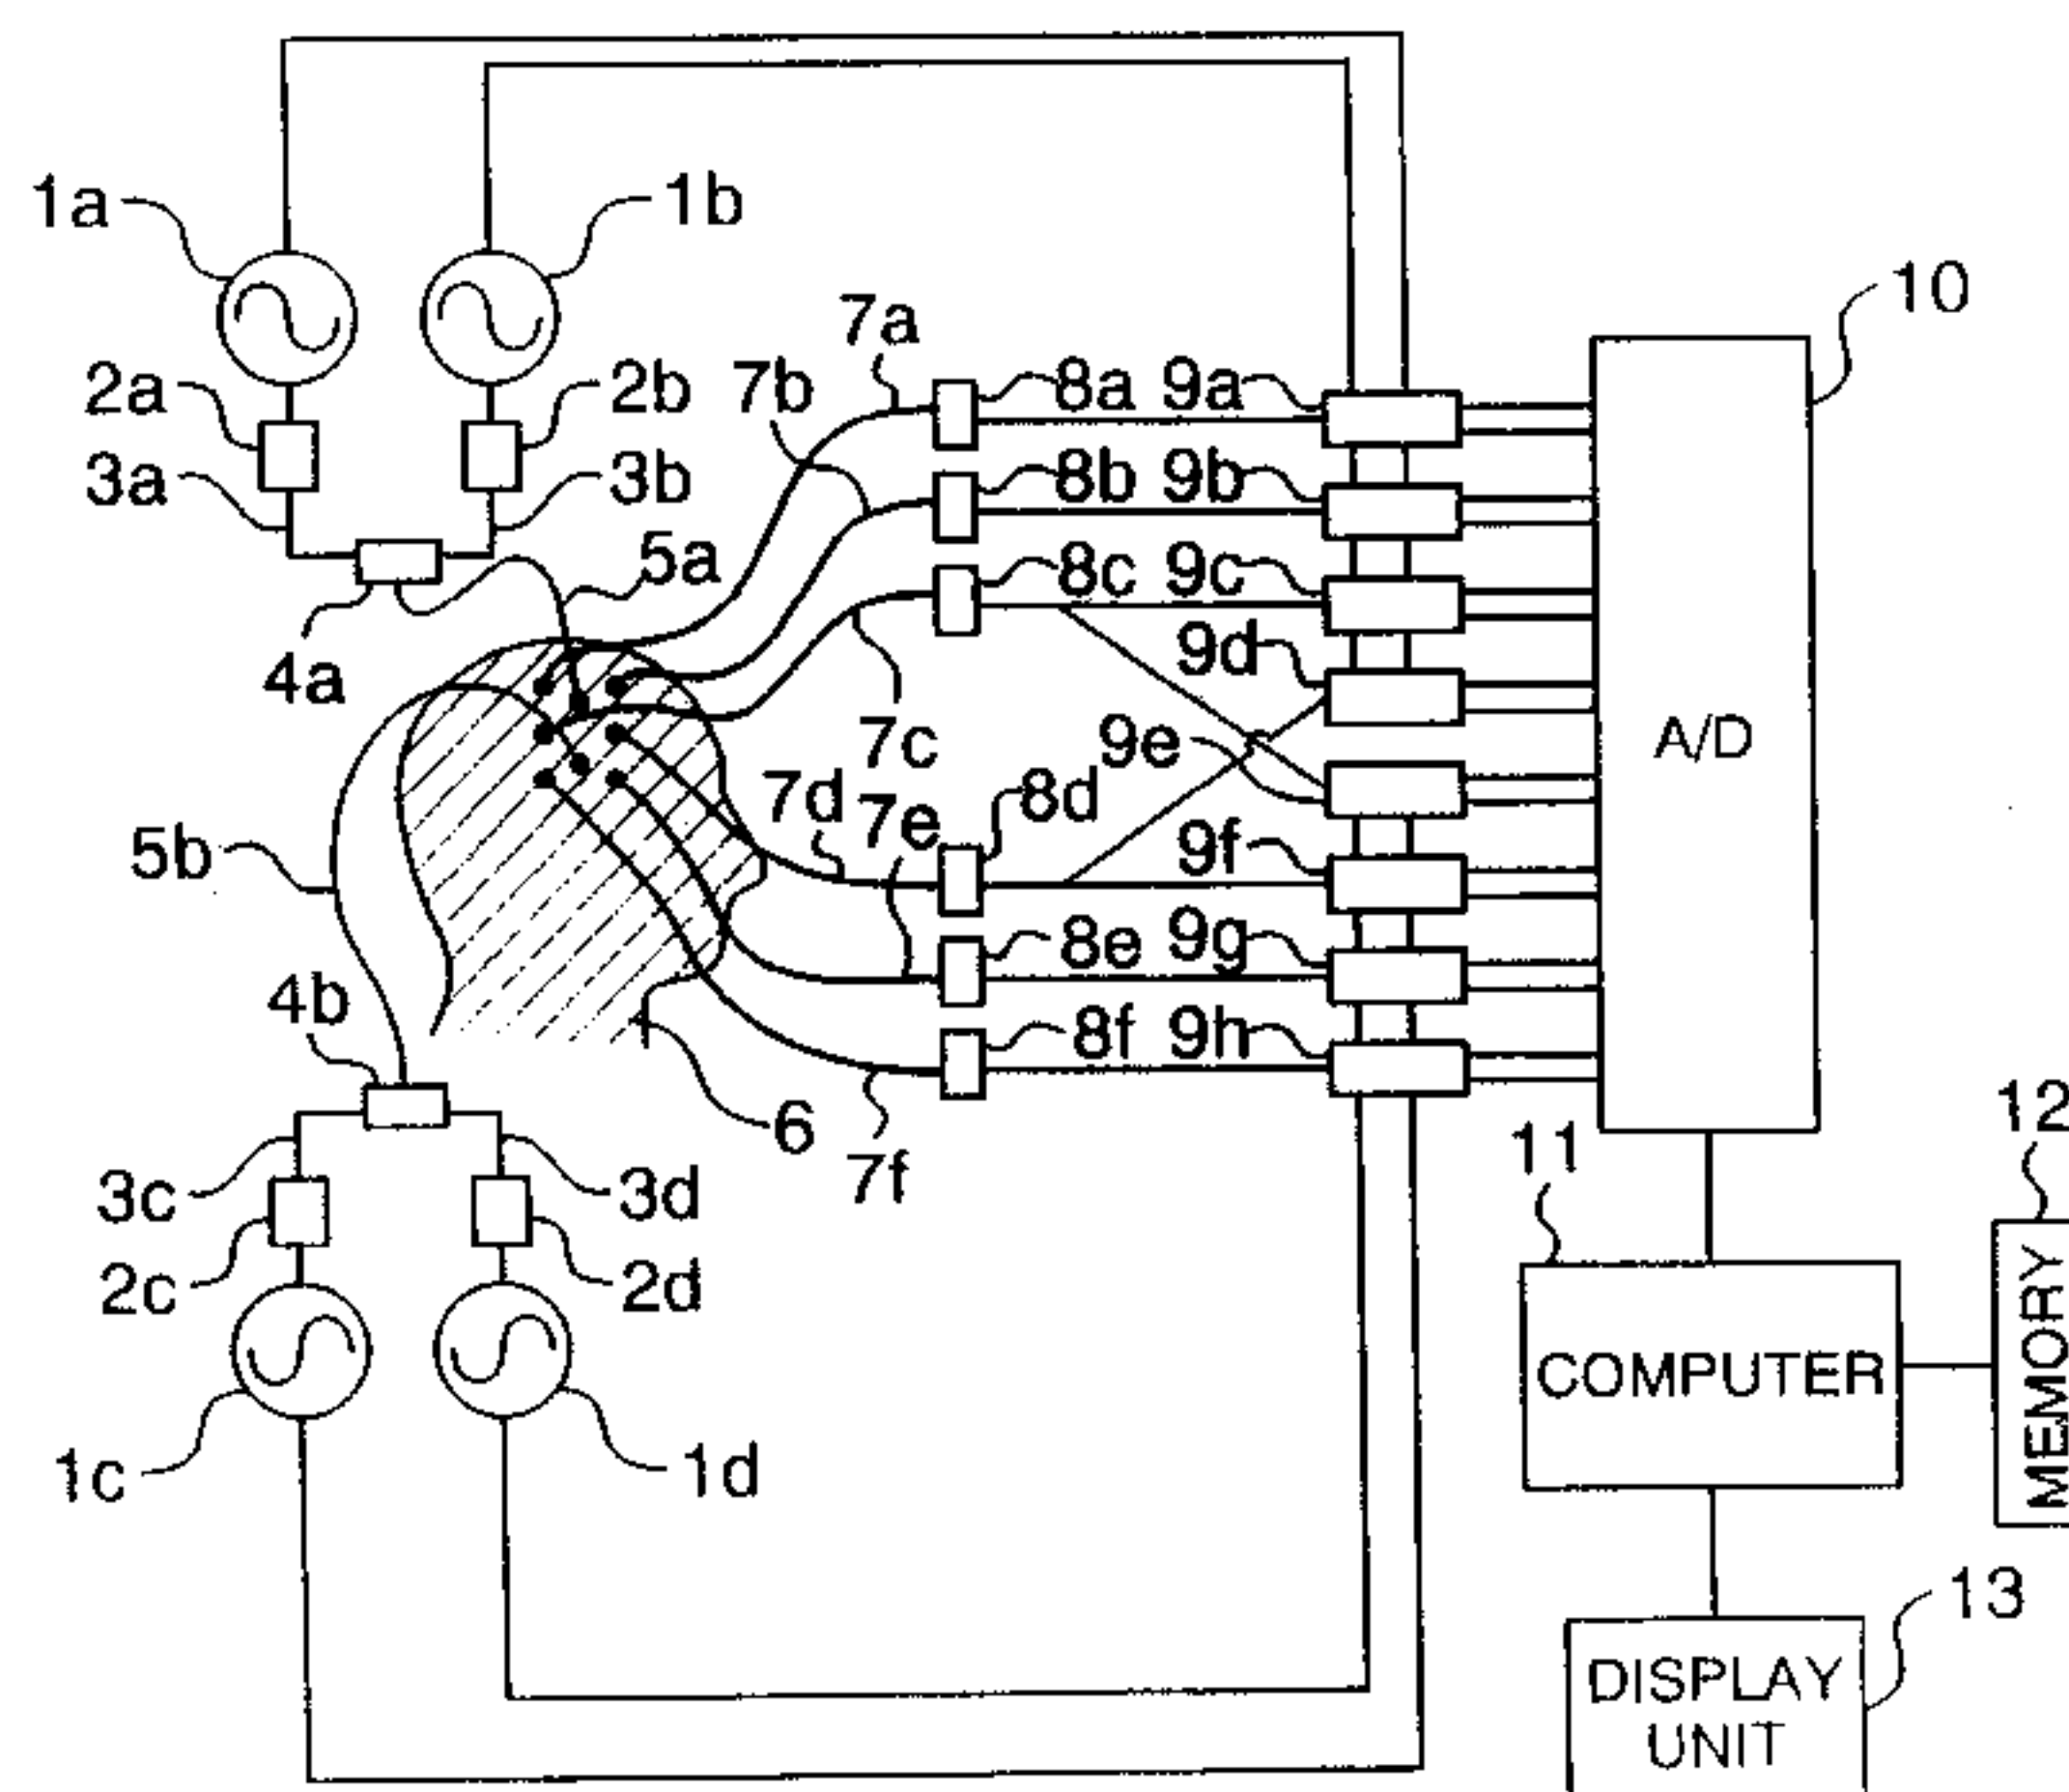 1a
1b
10
7a
2a
2b
7b
8a
9a
3a
3b
8b
9b
5a
8c
9c
4a
9d
7c
9e
A/D
7d
7e
8d
5b
9f
8e
9g
4b
8f
9h
6
12
7f
11
3c
3d
2c
2d
MEMORY
COMPUTER
1c
1d
13
DISPLAY
UNIT